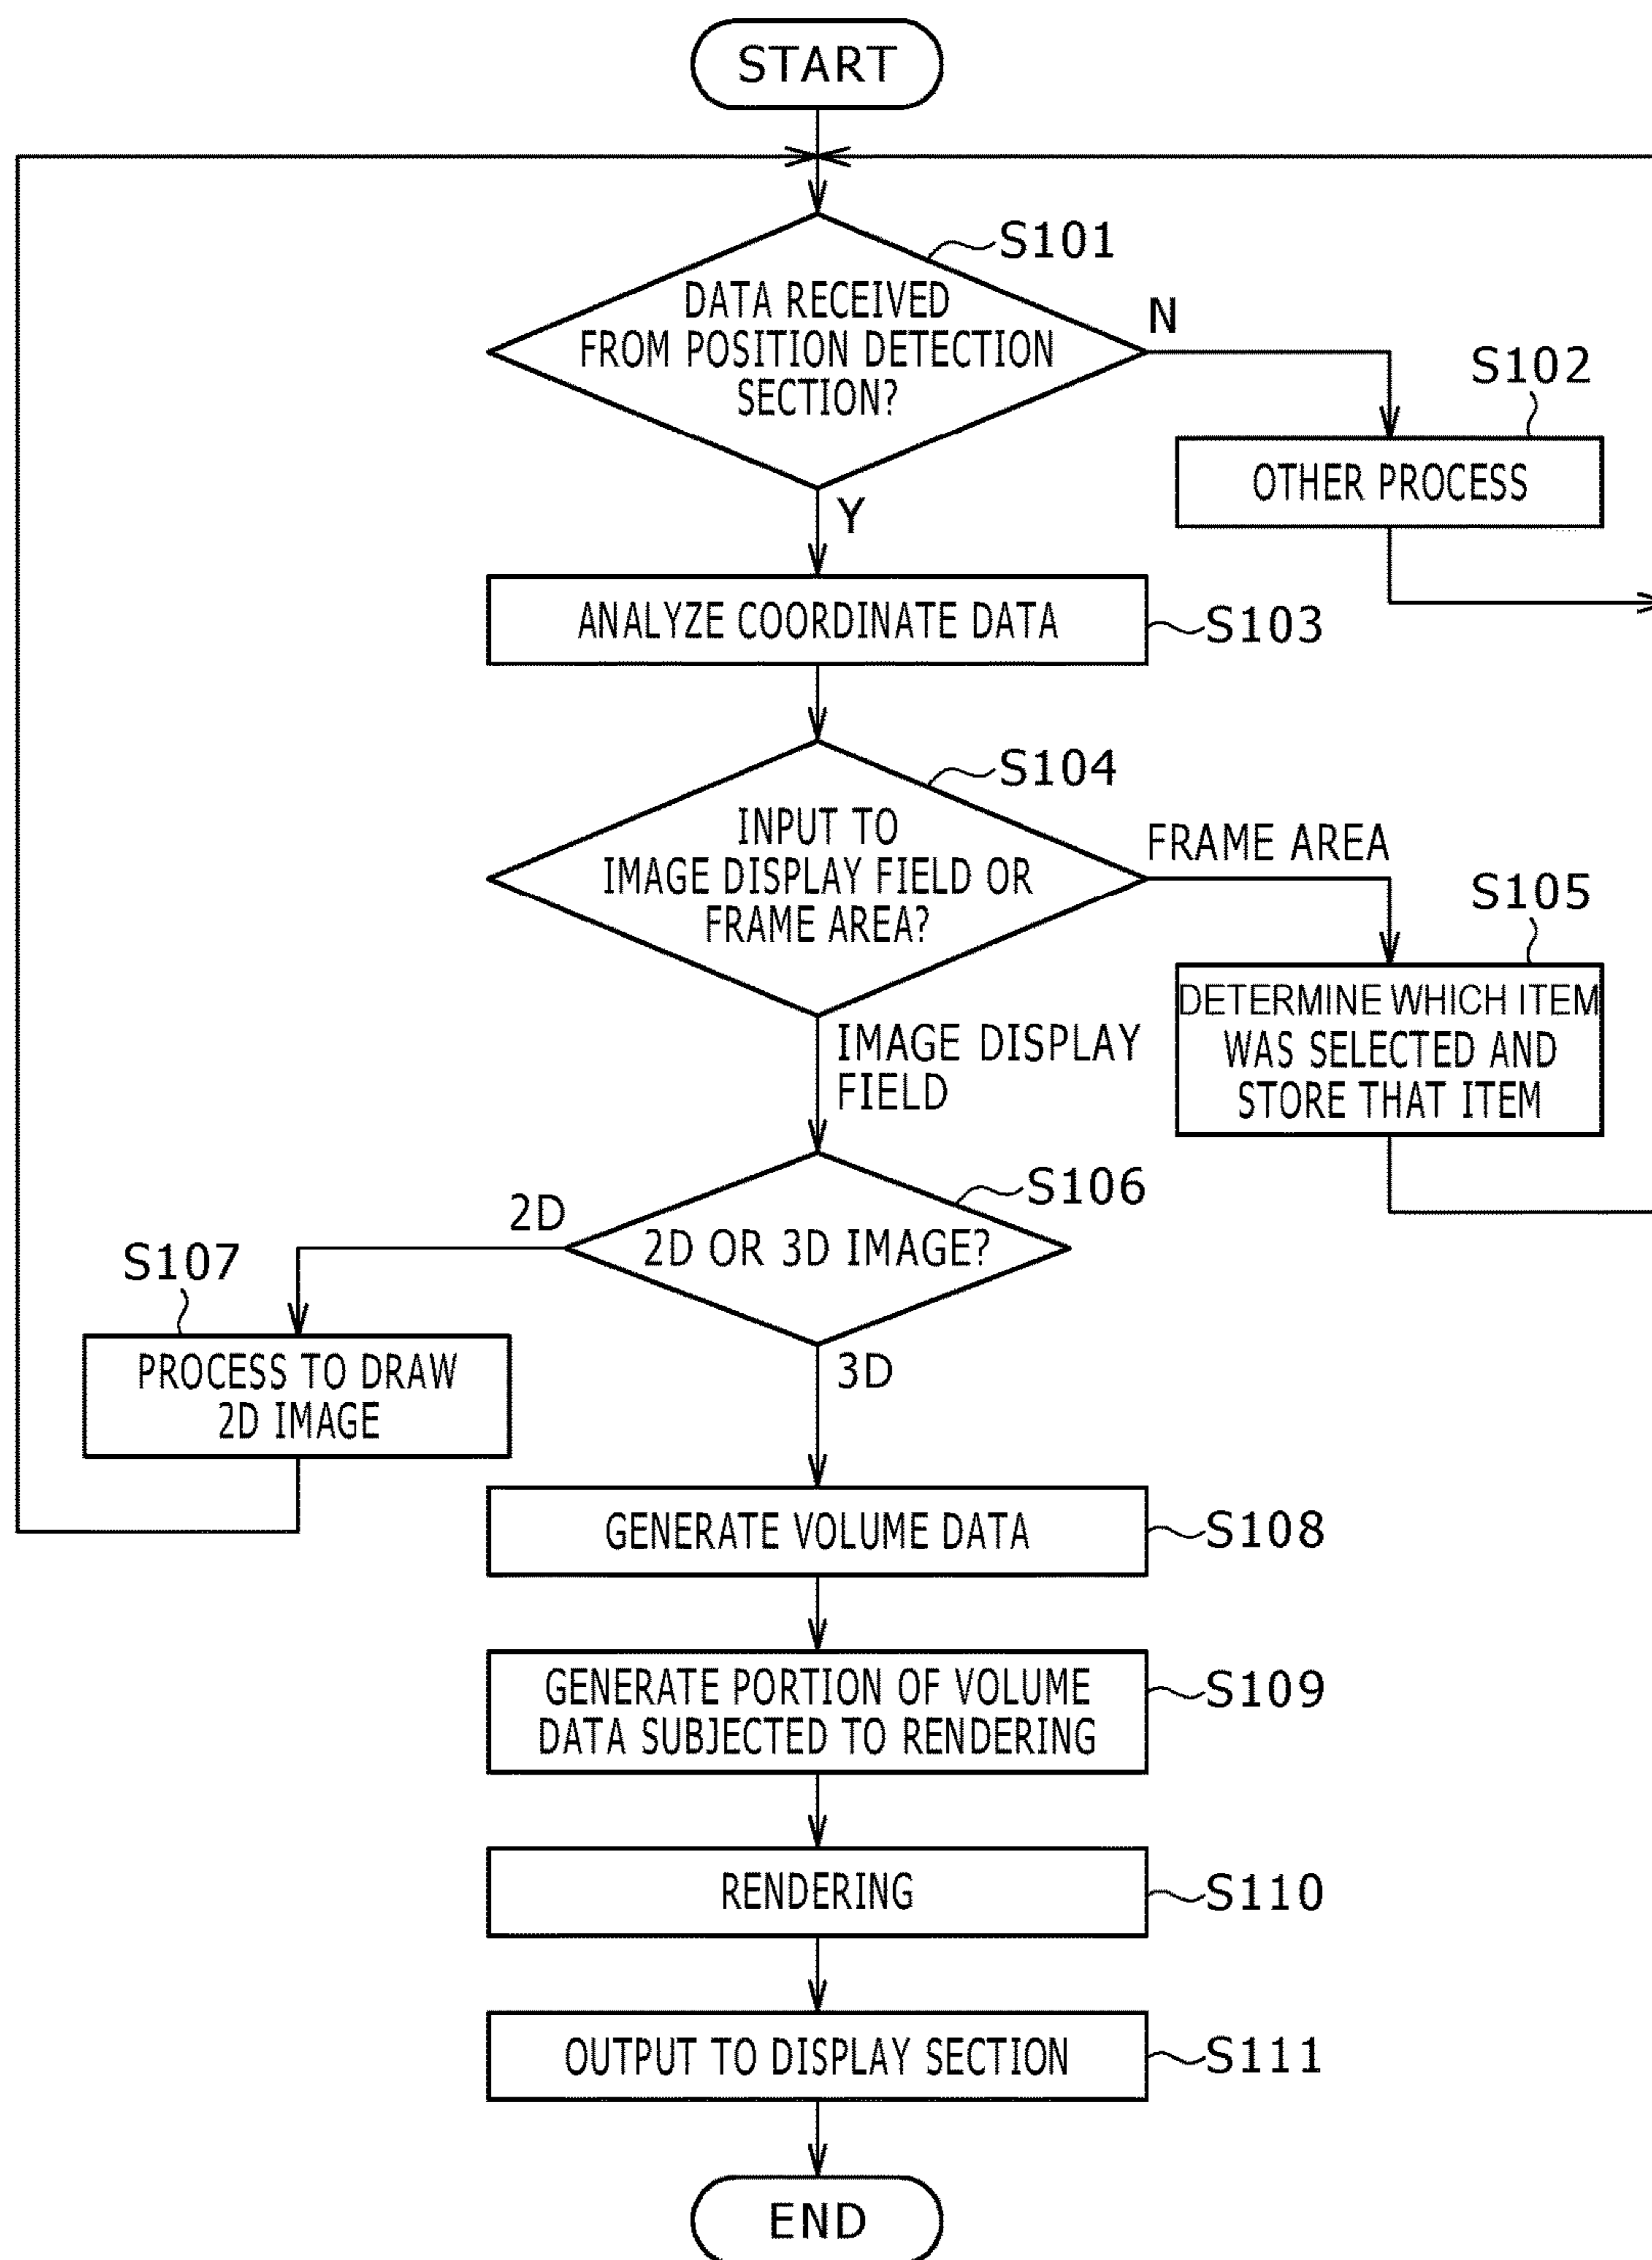 START
S101
DATA RECEIVED
FROM POSITION DETECTION
SECTION?
N
S102
OTHER PROCESS
Y
ANALYZE COORDINATE DATA
S103
S104
INPUT TO
IMAGE DISPLAY FIELD OR
FRAME AREA?
FRAME AREA
S105
DETERMINE WHICH ITEM
WAS SELECTED AND
STORE THAT ITEM
IMAGE DISPLAY
FIELD
S106
2D OR 3D IMAGE?
2D
S107
PROCESS TO DRAW
2D IMAGE
3D
GENERATE VOLUME DATA
S108
GENERATE PORTION OF VOLUME
DATA SUBJECTED TO RENDERING
S109
RENDERING
S110
OUTPUT TO DISPLAY SECTION
S111
END